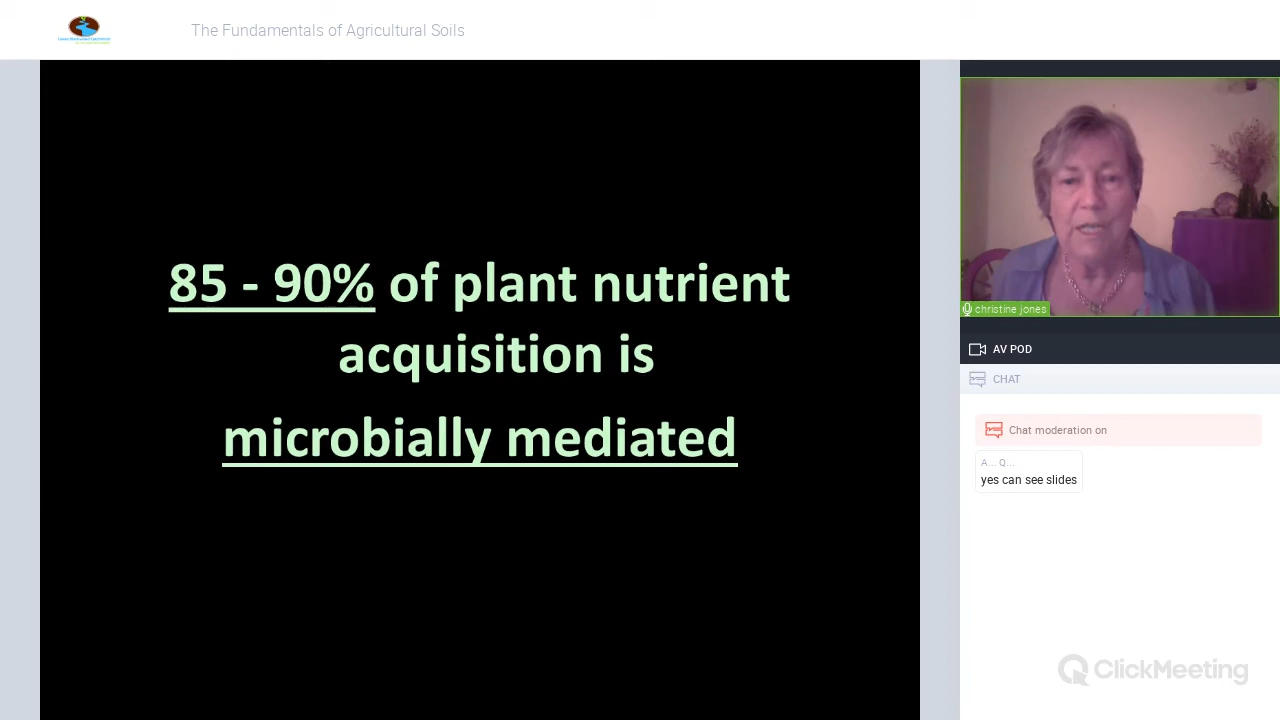 The Fundamentals of Agricultural Soils
85 - 90% of plant nutrient
acquisition is
microbially mediated
christine jones
AV POD
CHAT
Chat moderation on
A... Q...
yes can see slides
ClickMeeting